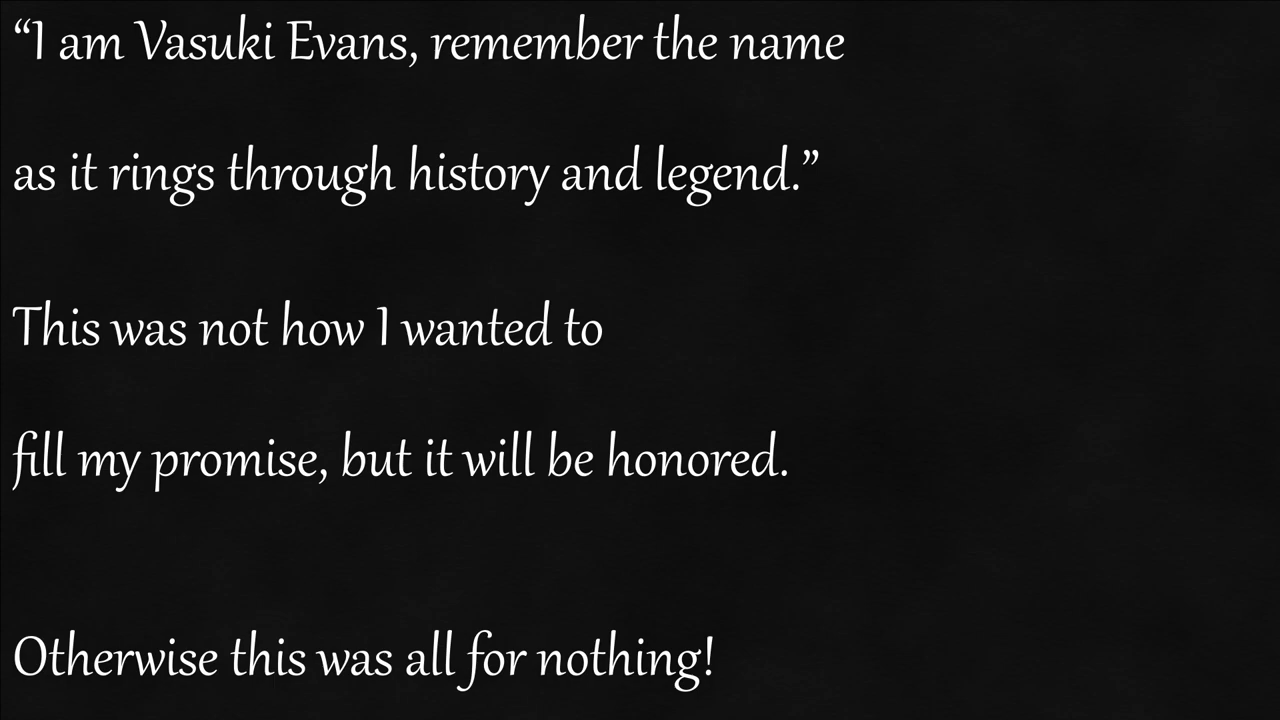 “I am Vasuki Evans, remember the name
as it rings through history and legend.”
This was not how I wanted to
fill my promise, but it will be honored.
Otherwise this was all for nothing!